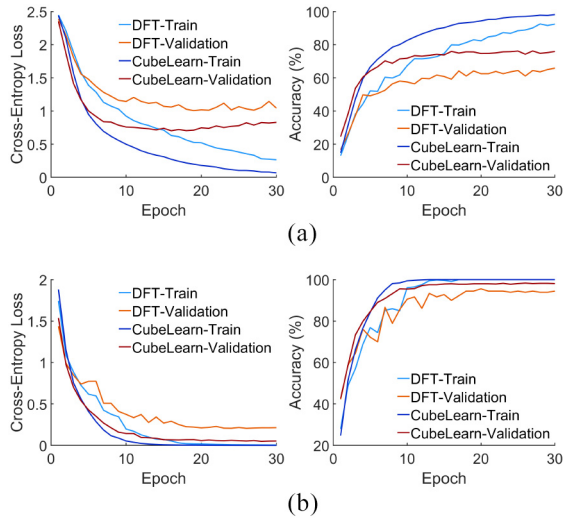 Cross-Entropy Loss
2.5
2
1.5
1
0.5
0
0
10
20
30
Epoch
DFT-Train
DFT-Validation
CubeLearn-Train
CubeLearn-Validation
Accuracy (%)
100
80
60
40
20
0
0
10
20
30
Epoch
DFT-Train
DFT-Validation
CubeLearn-Train
CubeLearn-Validation
(a)
Cross-Entropy Loss
2
1.5
1
0.5
0
0
10
20
30
Epoch
DFT-Train
DFT-Validation
CubeLearn-Train
CubeLearn-Validation
Accuracy (%)
100
80
60
40
20
0
10
20
30
Epoch
DFT-Train
DFT-Validation
CubeLearn-Train
CubeLearn-Validation
(b)